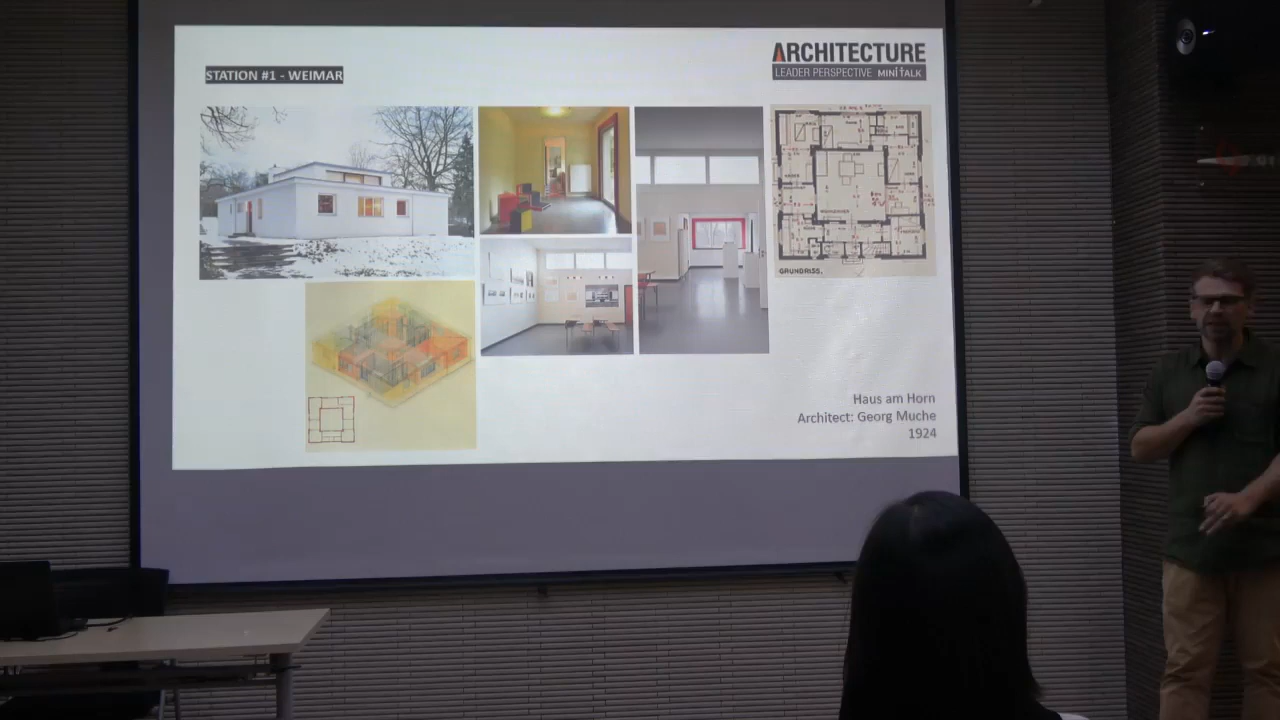 STATION #1 - WEIMAR
ARCHITECTURE
LEADER PERSPECTIVE MINI TALK
GRUNDRISS.
Haus am Horn
Architect: Georg Muche
1924